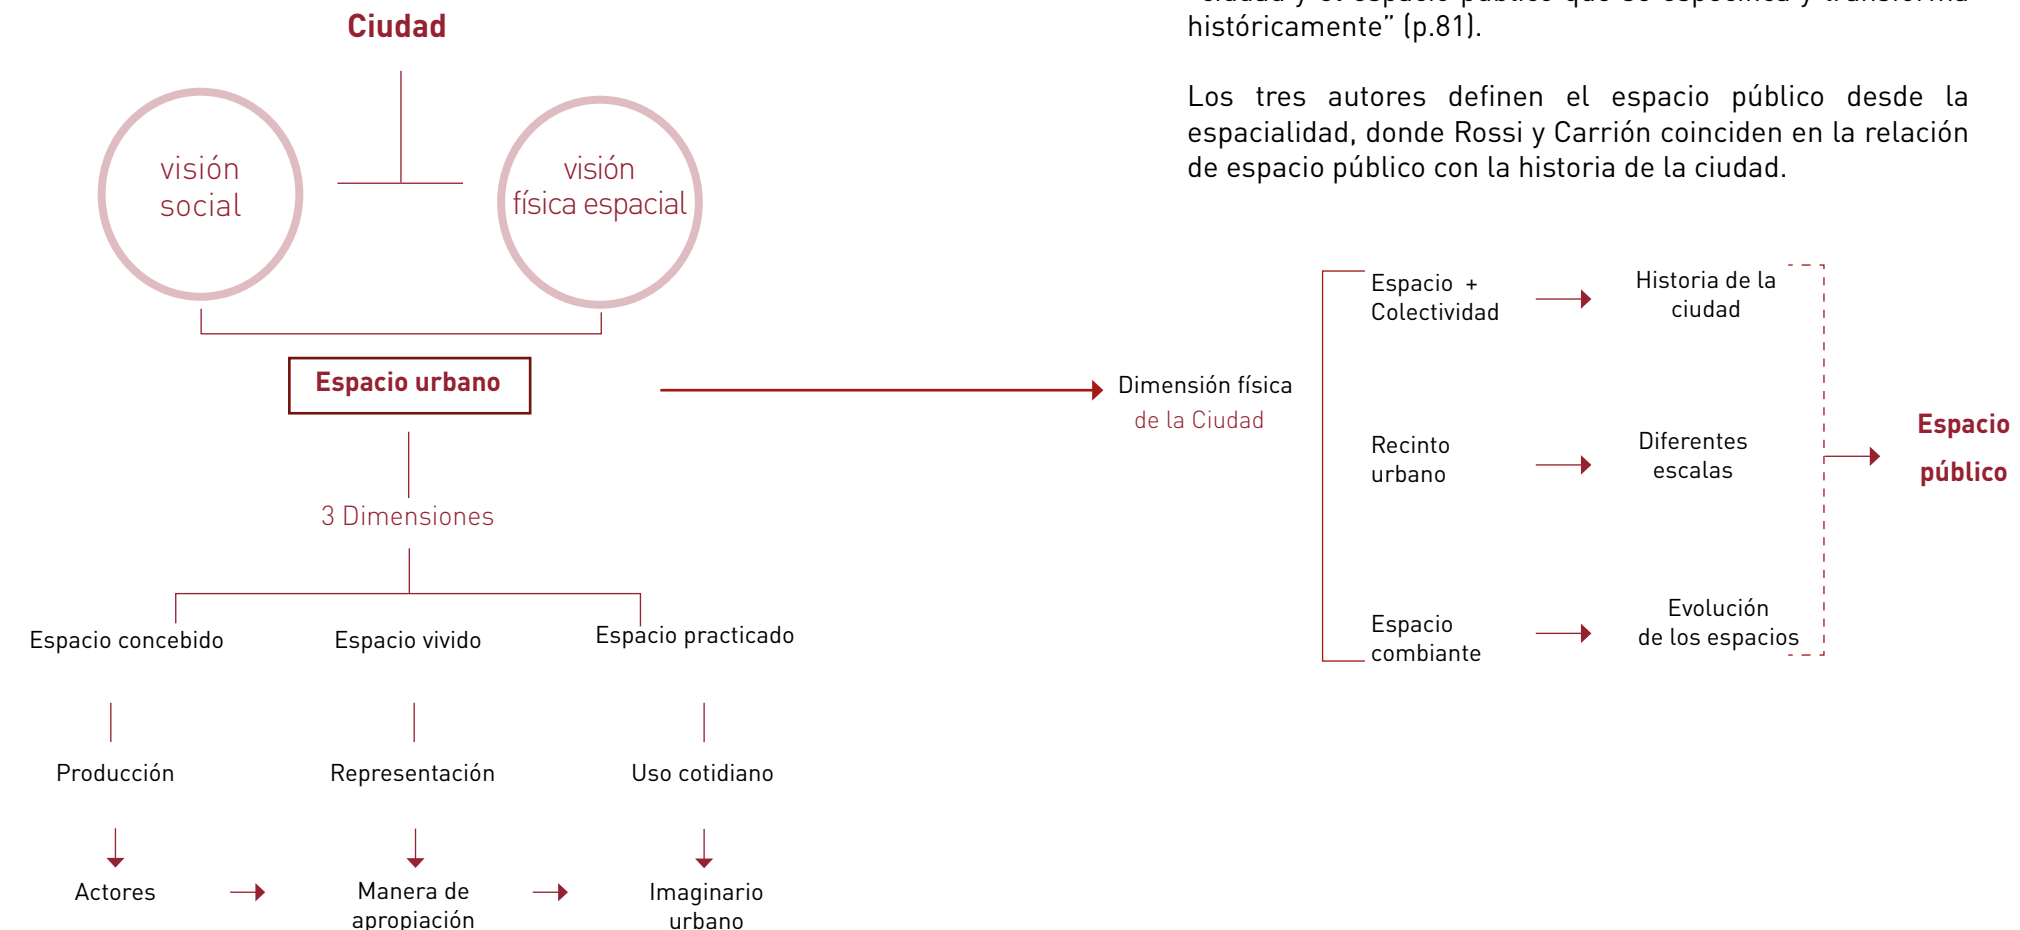 Ciudad
visión
social
visión
física espacial
Espacio urbano
3 Dimensiones
Espacio concebido
Espacio vivido
Espacio practicado
Producción
Representación
Uso cotidiano
Actores
Manera de
apropiación
Imaginario
urbano
históricamente” (p.81).
Los tres autores definen el espacio público desde la
espacialidad, donde Rossi y Carrión coinciden en la relación
de espacio público con la historia de la ciudad.
Dimensión física
de la Ciudad
Espacio +
Colectividad
Historia de la
ciudad
Recinto
urbano
Diferentes
escalas
Espacio
combiante
Evolución
de los espacios
Espacio
público